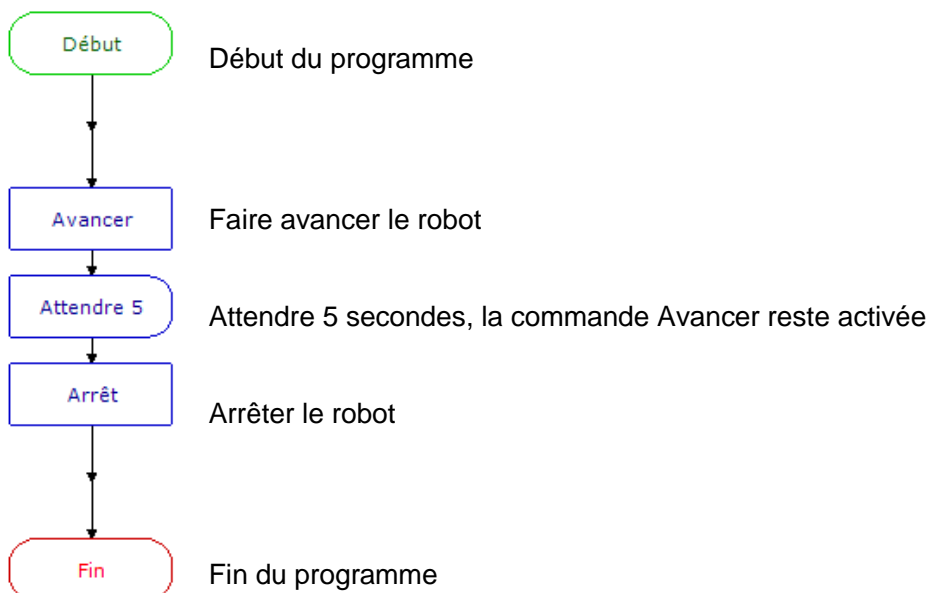 Début
Début du programme
Avancer
Faire avancer le robot
Attendre 5
Attendre 5 secondes, la commande Avancer reste activée
Arrêt
Arrêter le robot
Fin
Fin du programme